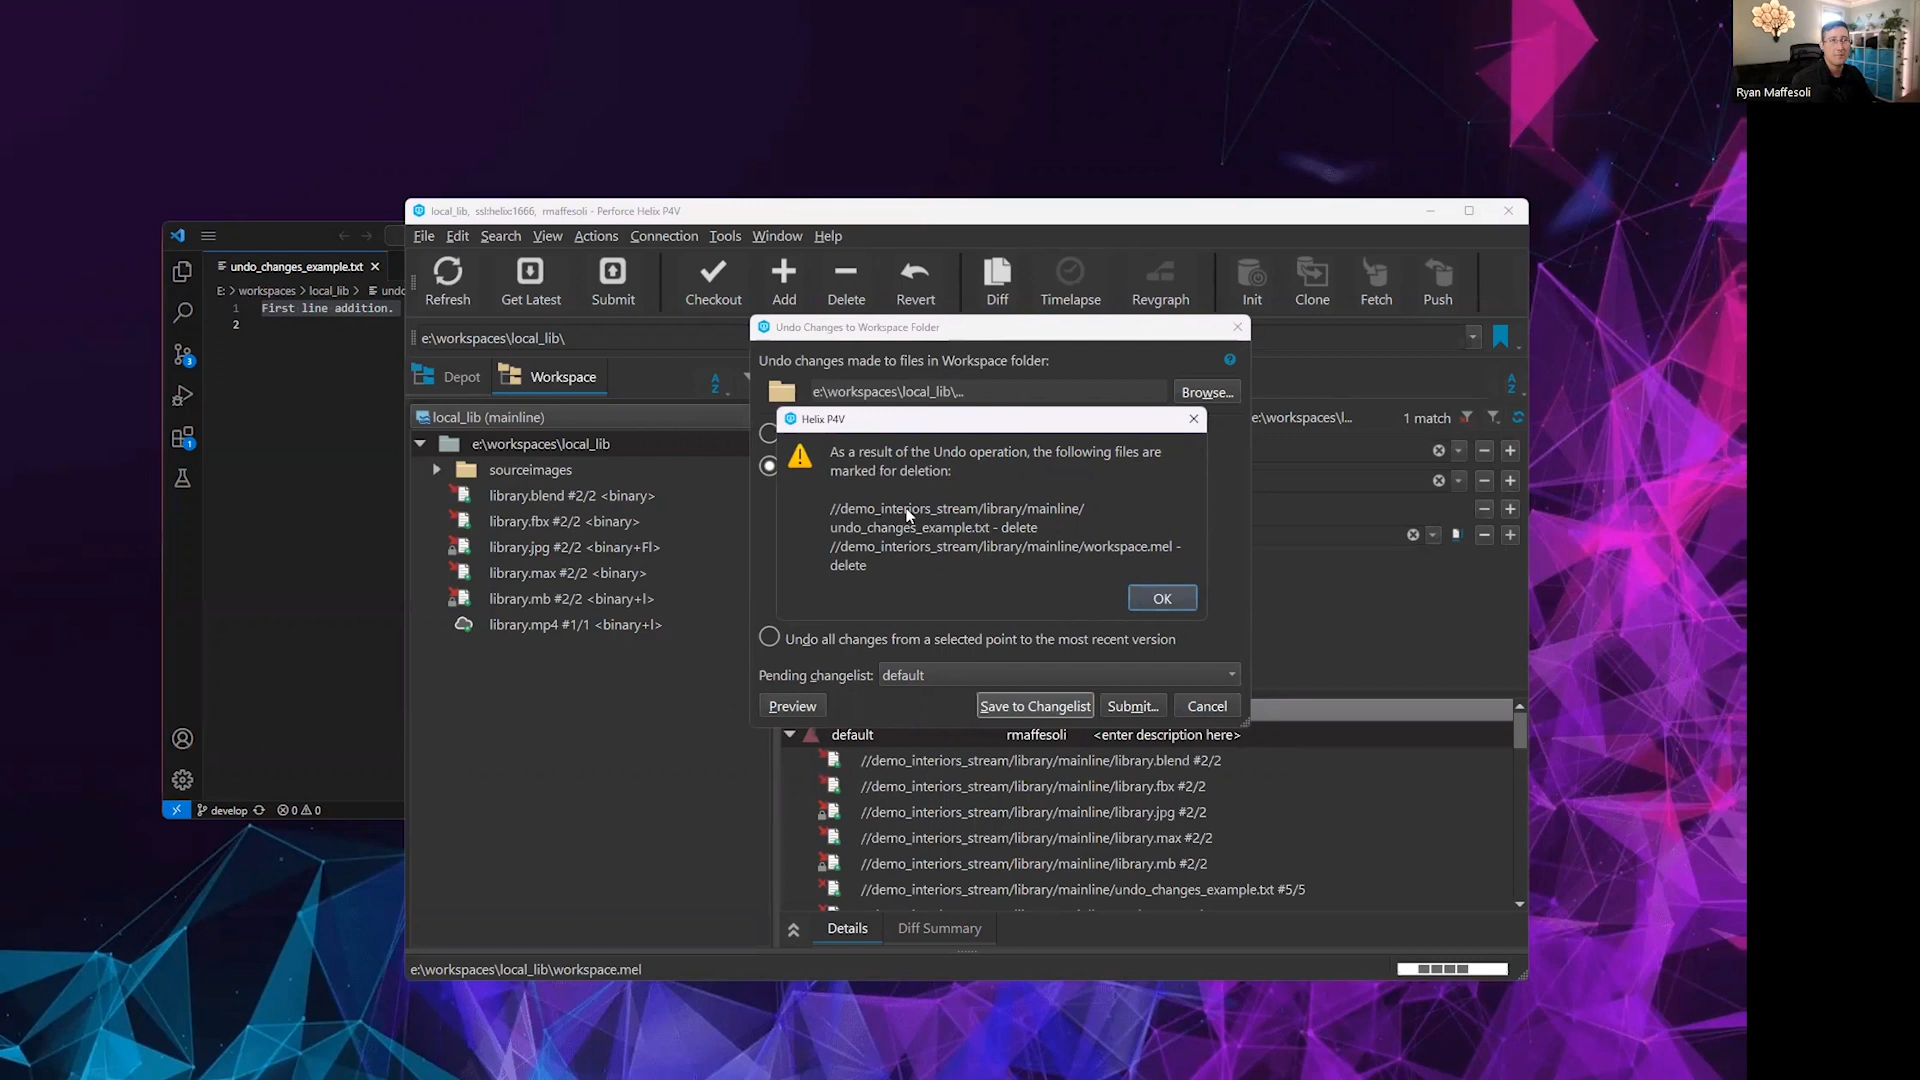 Ryan Maffesoli
local_lib, ssl:helix:1666, rmaffesoli - Perforce Helix P4V
File Edit Search View Actions Connection Tools Window Help
Refresh Get Latest Submit Checkout Add Delete Revert Diff Timelapse Revgraph Init Clone Fetch Push
undo_changes_example.txt
E: > workspaces > local_lib >
1 First line addition.
2
3
1
develop 0 0
e:\workspaces\local_lib\
Depot Workspace
local_lib (mainline)
e:\workspaces\local_lib
sourceimages
library.blend #2/2 <binary>
library.fbx #2/2 <binary>
library.jpg #2/2 <binary+Fl>
library.max #2/2 <binary>
library.mb #2/2 <binary+l>
library.mp4 #1/1 <binary+l>
Undo Changes to Workspace Folder
Undo changes made to files in Workspace folder:
e:\workspaces\local_lib\... Browse...
e:\workspaces\l... 1 match
Helix P4V
As a result of the Undo operation, the following files are
marked for deletion:
//demo_interiors_stream/library/mainline/
undo_changes_example.txt - delete
//demo_interiors_stream/library/mainline/workspace.mel -
delete
OK
Undo all changes from a selected point to the most recent version
Pending changelist: default
Preview Save to Changelist Submit... Cancel
default rmaffesoli <enter description here>
//demo_interiors_stream/library/mainline/library.blend #2/2
//demo_interiors_stream/library/mainline/library.fbx #2/2
//demo_interiors_stream/library/mainline/library.jpg #2/2
//demo_interiors_stream/library/mainline/library.max #2/2
//demo_interiors_stream/library/mainline/library.mb #2/2
//demo_interiors_stream/library/mainline/undo_changes_example.txt #5/5
Details Diff Summary
e:\workspaces\local_lib\workspace.mel